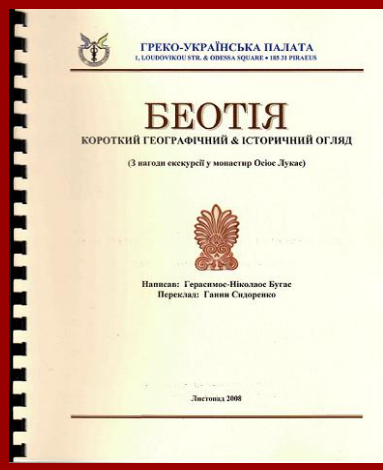 ГРЕКО-УКРАЇНСЬКА ПАЛАТА
1, LOUDOVIKOU STR. & ODESSA SQUARE • 185 31 PIRAEUS
БЕОТІЯ
КОРОТКИЙ ГЕОГРАФІЧНИЙ & ІСТОРИЧНИЙ ОГЛЯД
(З нагоди екскурсії у монастир Осіос Лукас)
Написав: Герасимос-Ніколаос Бугас
Переклад: Ганни Сидоренко
Листопад 2008